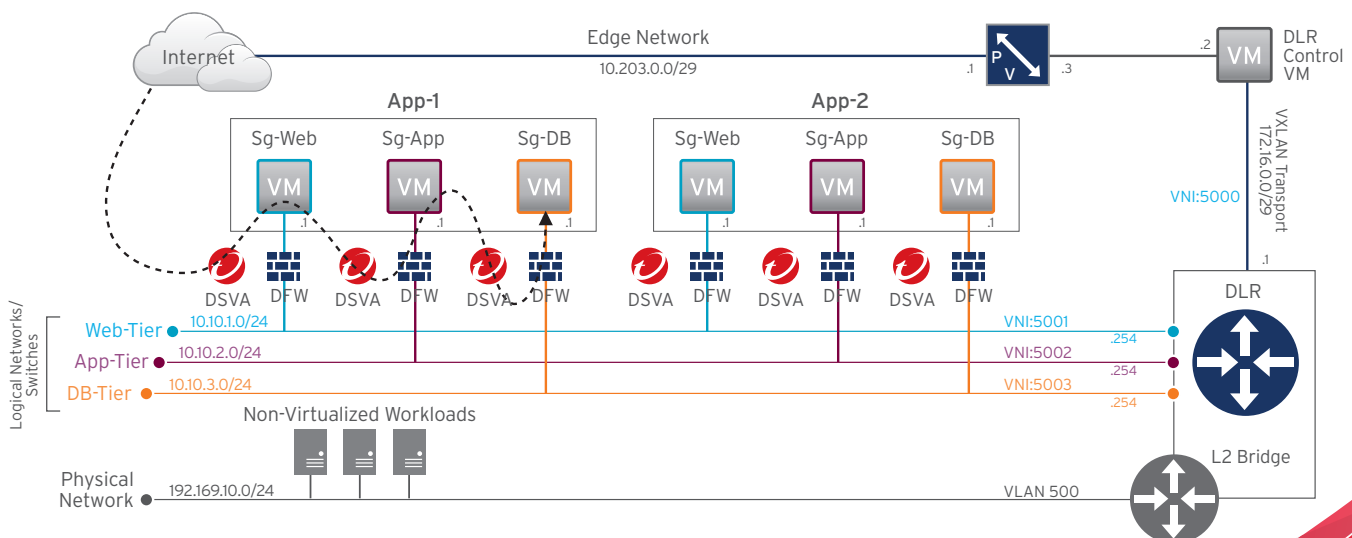 Internet
Edge Network
10.203.0.0/29
.1
P
V
.3
.2
VM
DLR
Control
VM
App-1
App-2
Sg-Web
Sg-App
Sg-DB
Sg-Web
Sg-App
Sg-DB
VM
VM
VM
VM
VM
VM
.1
.1
.1
.1
.1
.1
VXLAN Transport
172.16.0.0/29
VNI:5000
.1
t
t
t
t
t
t
DSVA
DFW
DSVA
DFW
DSVA
DFW
DSVA
DFW
DSVA
DFW
DSVA
DFW
DLR
Logical Networks/
Switches
Web-Tier
10.10.1.0/24
VNI:5001
.254
App-Tier
10.10.2.0/24
VNI:5002
.254
DB-Tier
10.10.3.0/24
VNI:5003
.254
Non-Virtualized Workloads
L2 Bridge
Physical
Network
192.169.10.0/24
VLAN 500